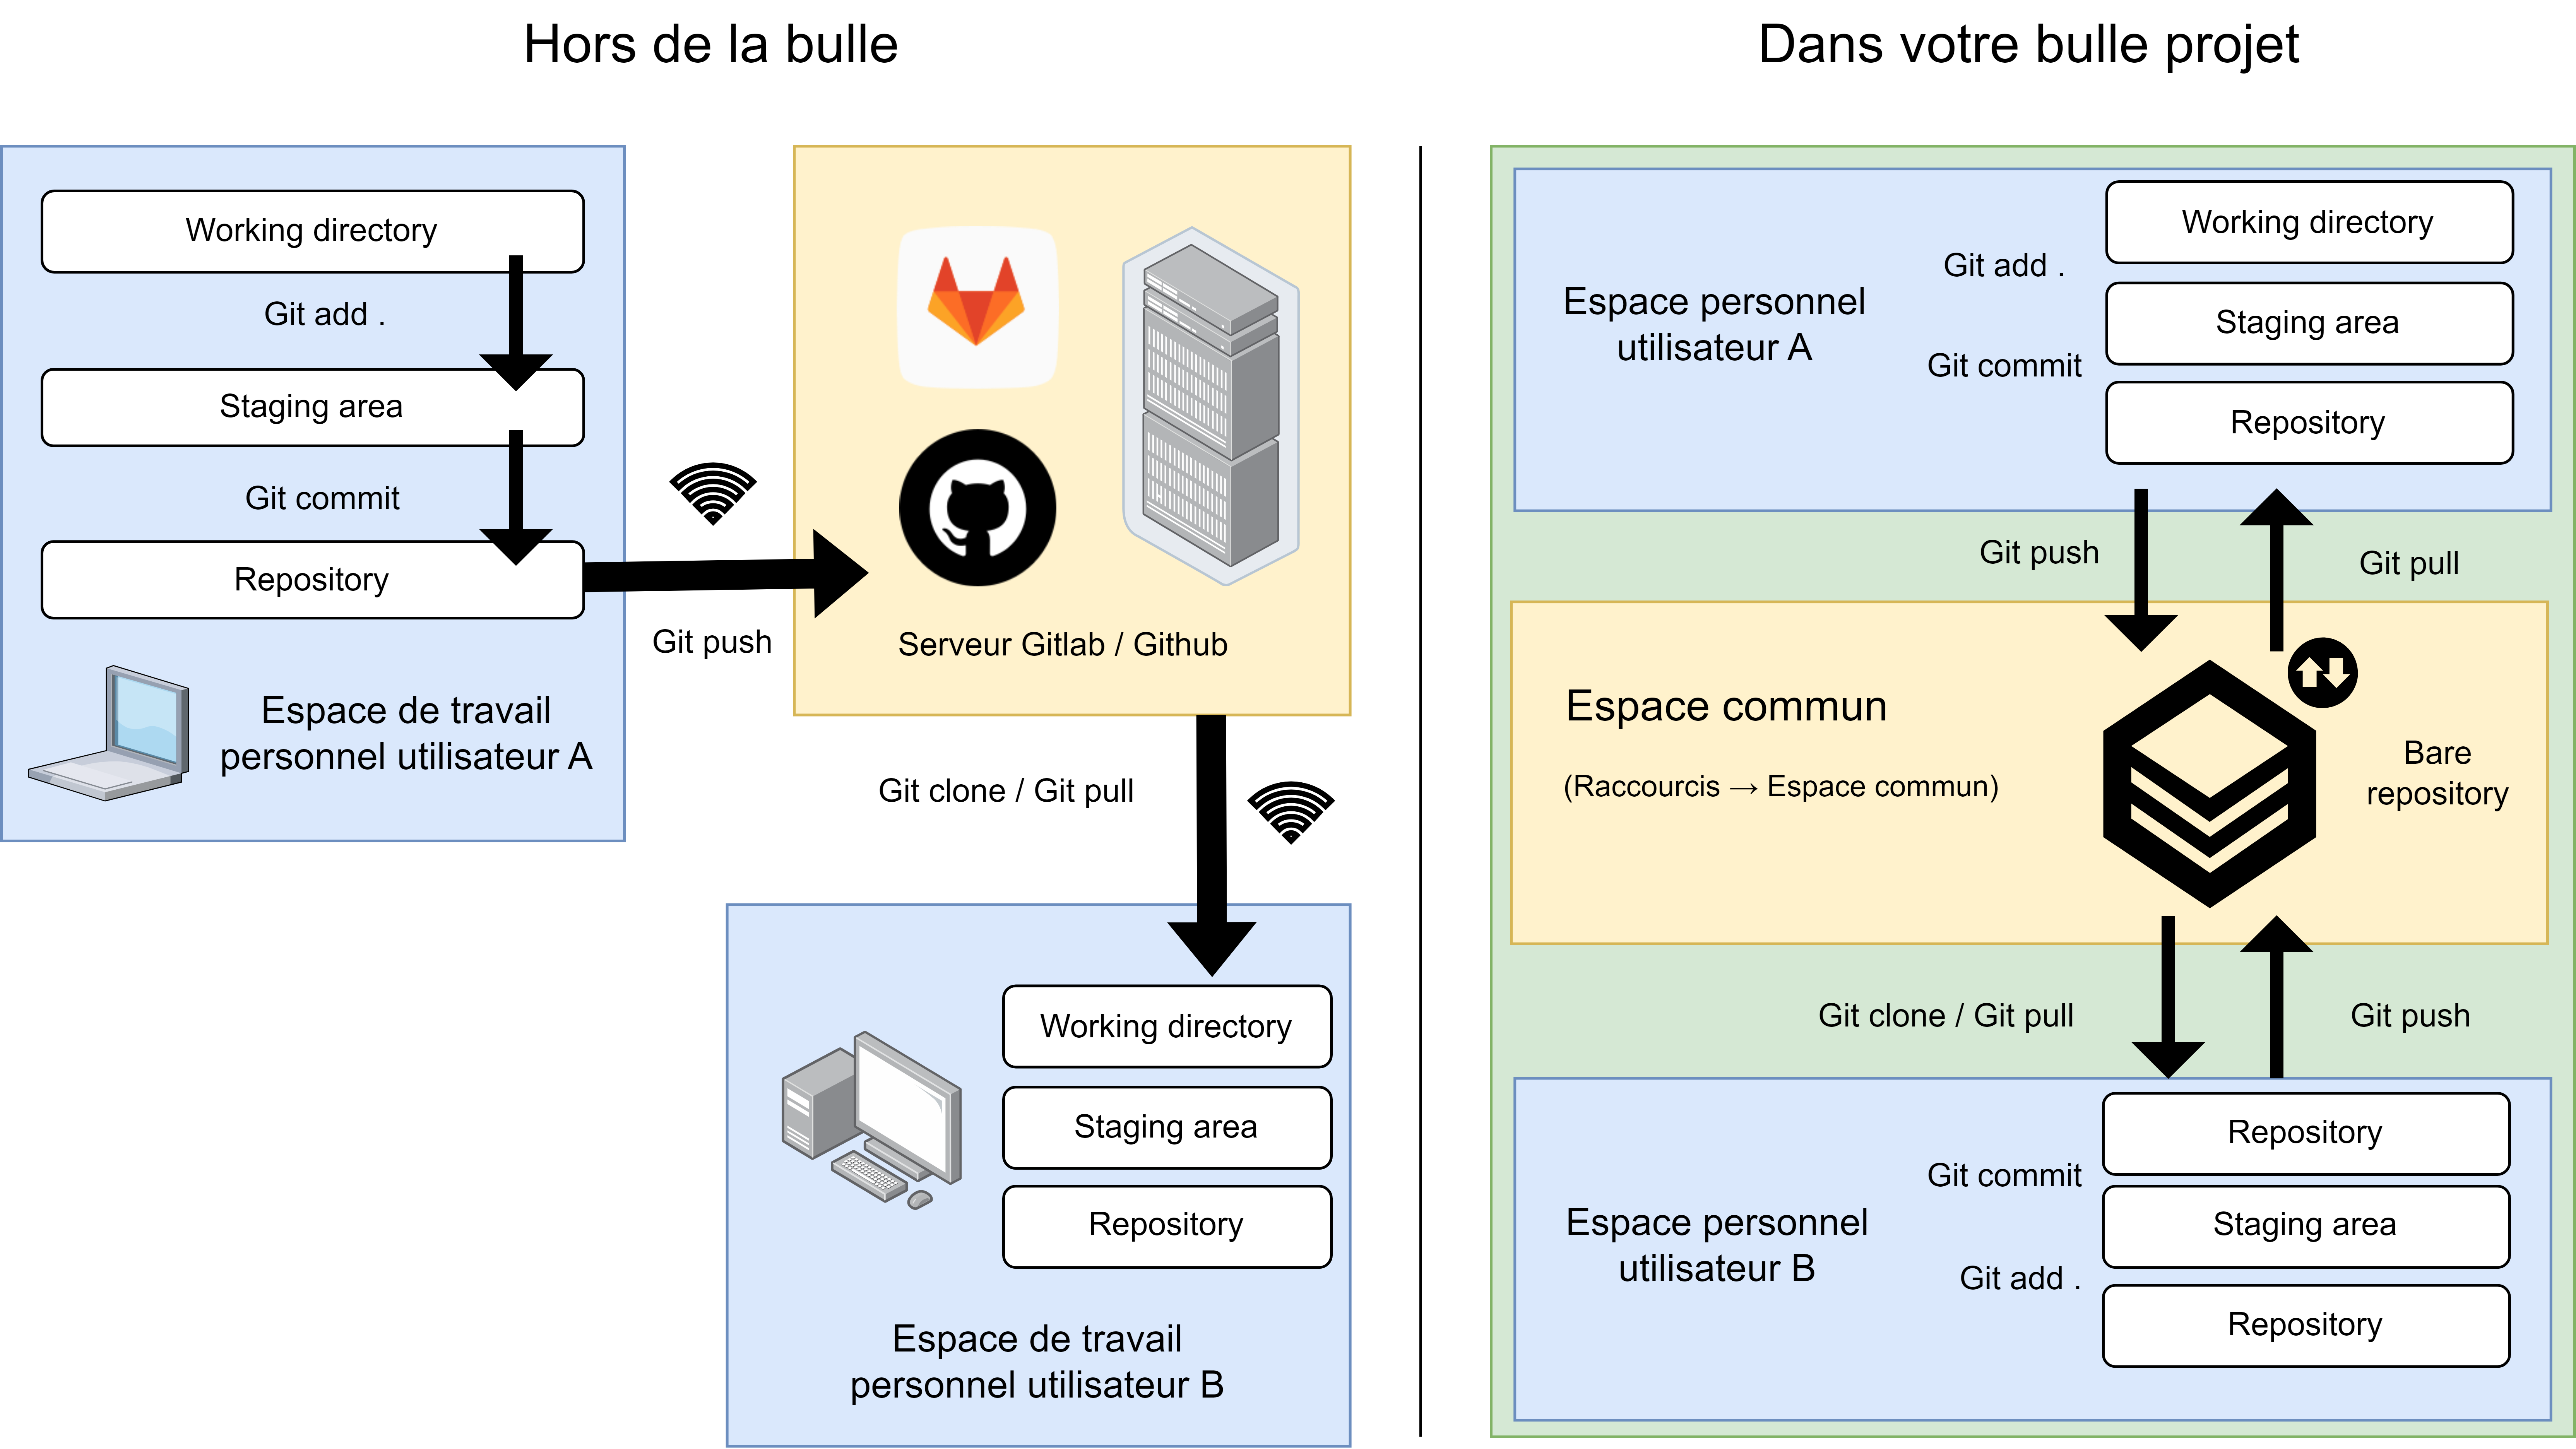 Hors de la bulle
Working directory
Git add .
Staging area
Git commit
Repository
Espace de travail
personnel utilisateur A
Git push
Serveur Gitlab / Github
Git clone / Git pull
Working directory
Staging area
Repository
Espace de travail
personnel utilisateur B
Dans votre bulle projet
Espace personnel
utilisateur A
Working directory
Git add .
Staging area
Git commit
Repository
Git push
Git pull
Espace commun
(Raccourcis → Espace commun)
Bare
repository
Git clone / Git pull
Git push
Espace personnel
utilisateur B
Repository
Git commit
Staging area
Git add .
Repository